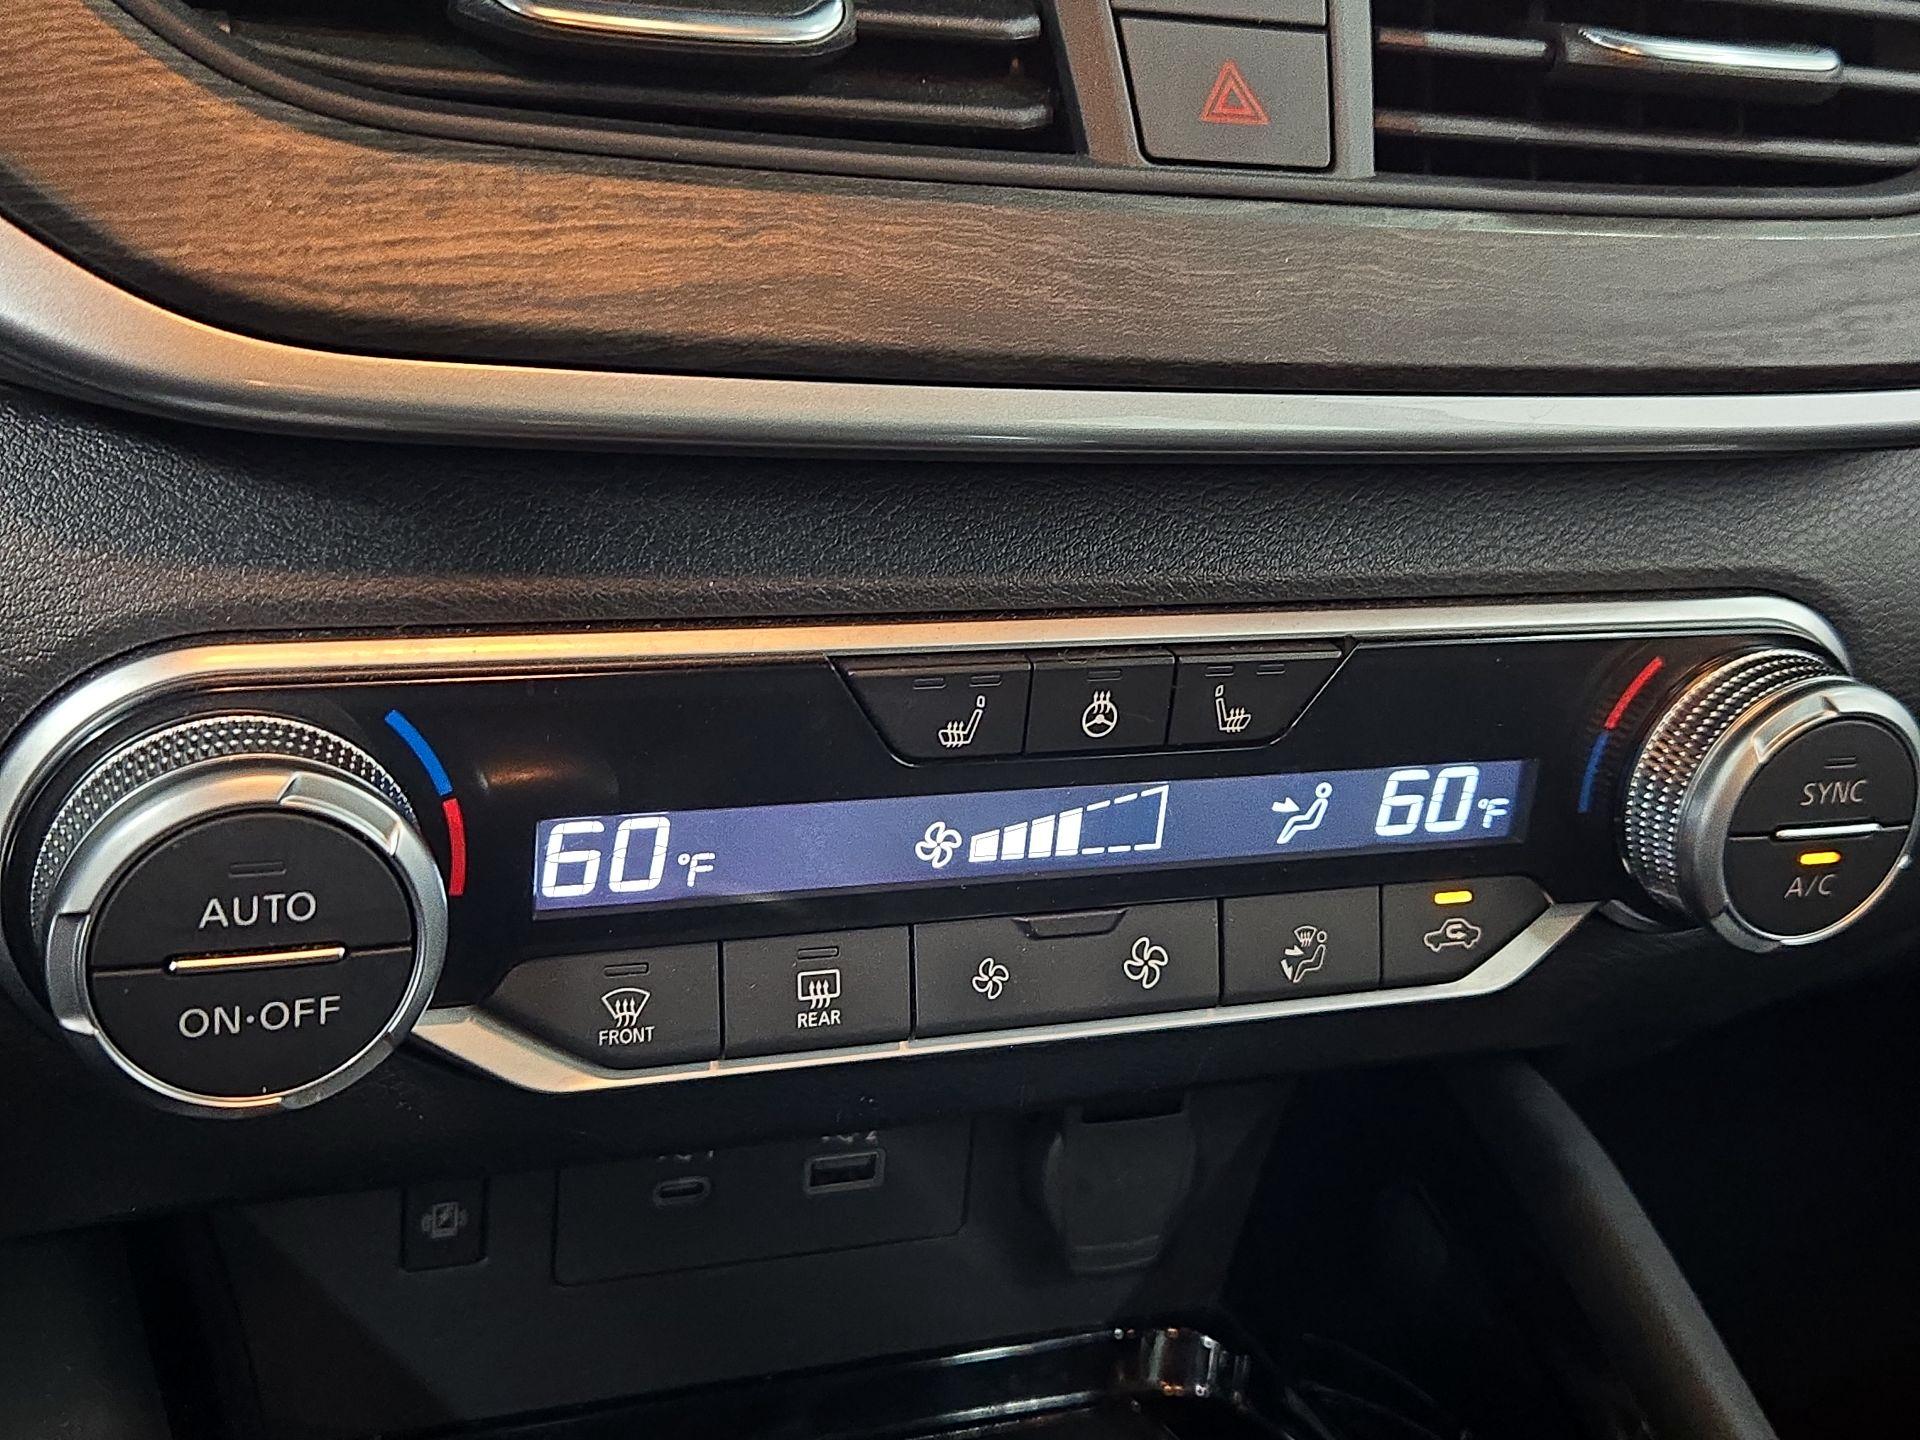 AUTO
ON·OFF
60°F
60°F
SYNC
A/C
FRONT
REAR